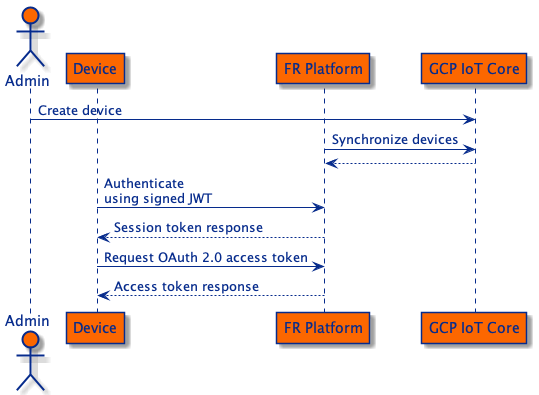 Admin
Device
FR Platform
GCP IoT Core
Create device
Synchronize devices
Authenticate
using signed JWT
Session token response
Request OAuth 2.0 access token
Access token response
Admin
Device
FR Platform
GCP IoT Core